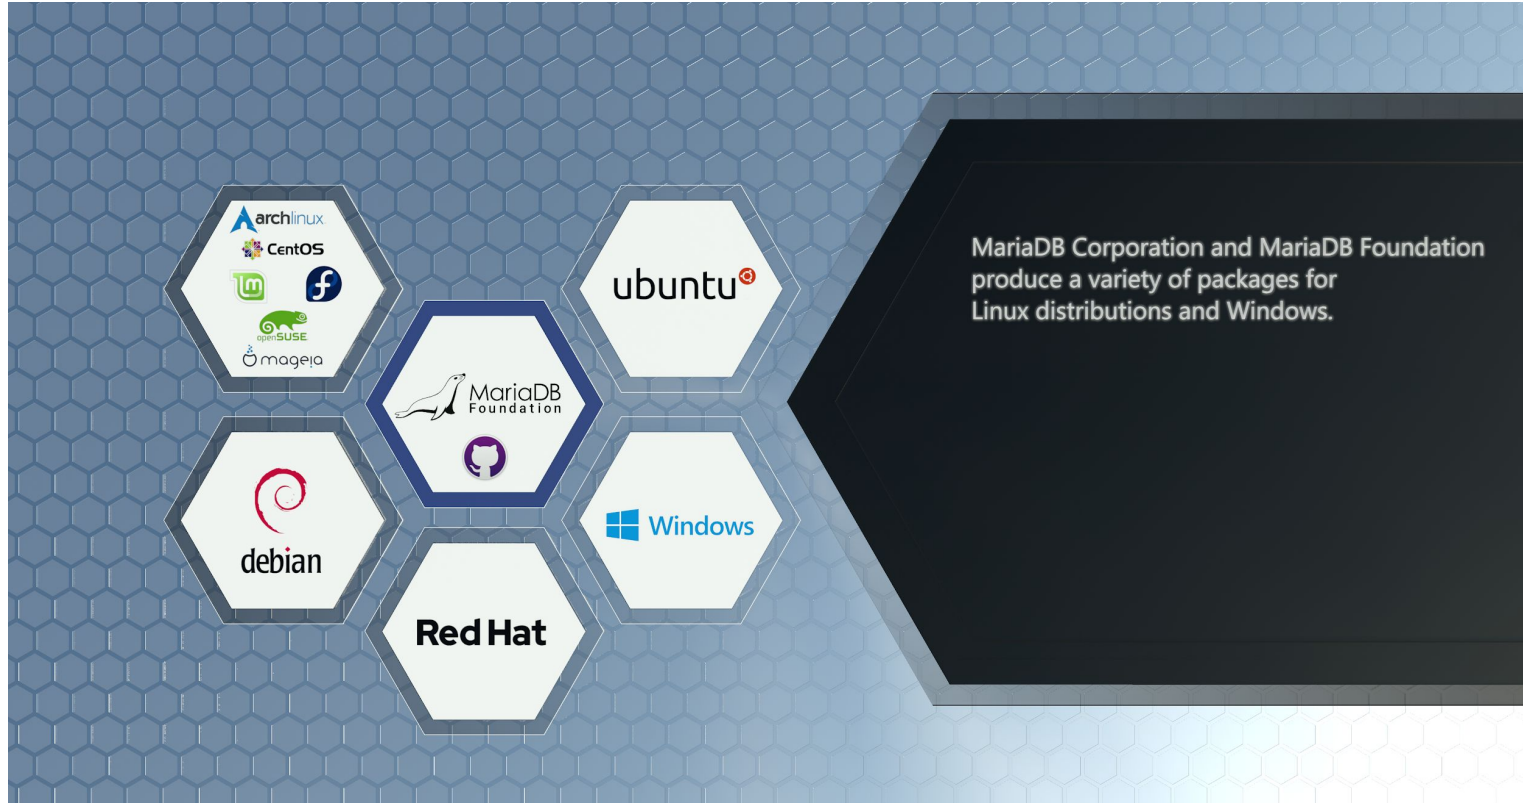 archlinux
CentOS
openSUSE
mageia
ubuntu
MariaDB
Foundation
debian
Windows
Red Hat
MariaDB Corporation and MariaDB Foundation
produce a variety of packages for
Linux distributions and Windows.